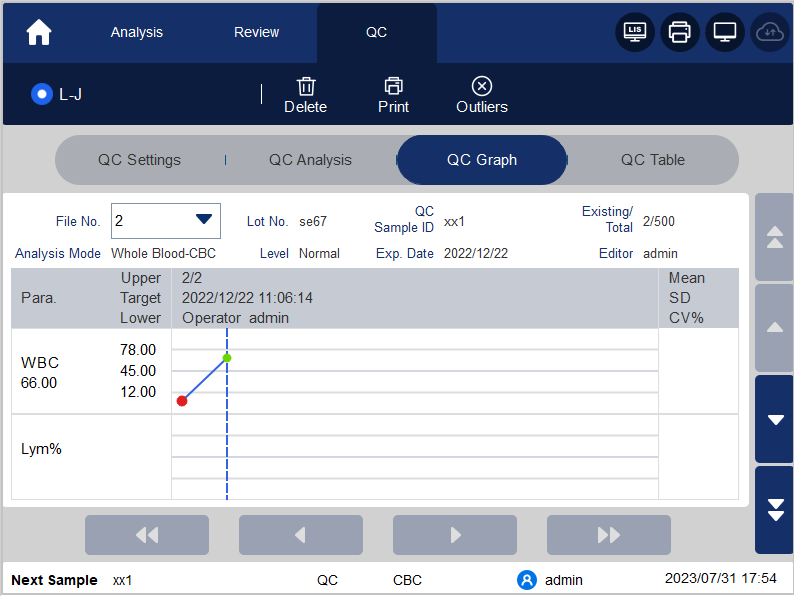 Analysis Review QC LIS
L-J Delete Print Outliers
QC Settings QC Analysis QC Graph QC Table
File No. 2 Lot No. se67 QC Sample ID xx1 Existing/ Total 2/500
Analysis Mode Whole Blood-CBC Level Normal Exp. Date 2022/12/22 Editor admin
Para. Upper Target Lower
2/2
2022/12/22 11:06:14
Operator admin
Mean
SD
CV%
WBC
66.00
78.00
45.00
12.00
Lym%
Next Sample xx1 QC CBC admin 2023/07/31 17:54